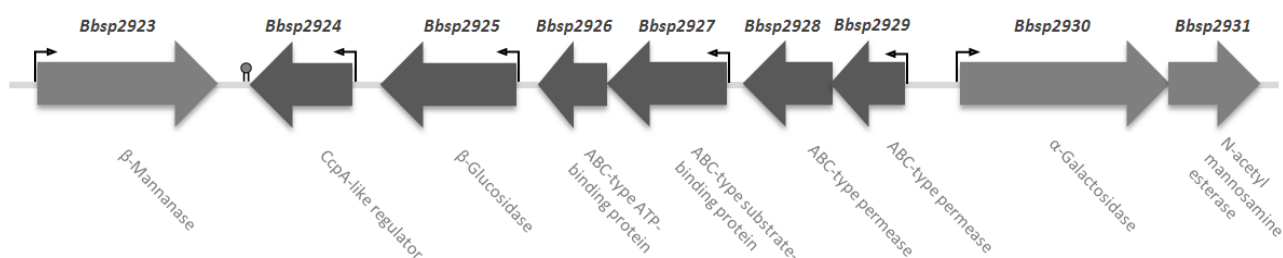 Bbsp2923 Bbsp2924 Bbsp2925 Bbsp2926 Bbsp2927 Bbsp2928 Bbsp2929 Bbsp2930 Bbsp2931
β-Mannanase
CcpA-like regulator
β-Glucosidase
ABC-type ATP-
binding protein
ABC-type substrate-
binding protein
ABC-type permease
ABC-type permease
α-Galactosidase
N-acetyl
mannosamine
esterase